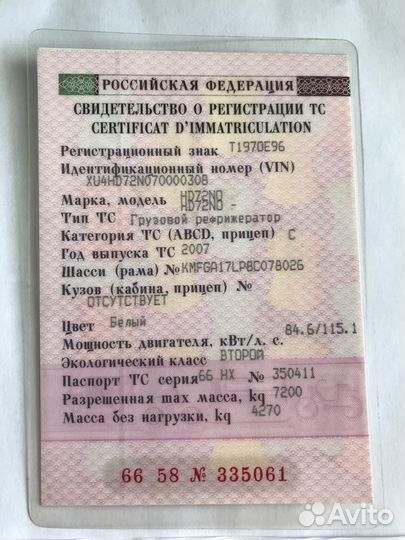 РОССИЙСКАЯ ФЕДЕРАЦИЯ
СВИДЕТЕЛЬСТВО О РЕГИСТРАЦИИ ТС
CERTIFICAT D'IMMATRICULATION
Регистрационный знак Т197ОЕ96
Идентификационный номер (VIN)
XU4HD72N070000308
Марка, модель HD72N0
HD72N0 -
Тип ТС Грузовой рефрижератор
Категория ТС (ABCD, прицеп) C
Год выпуска ТС 2007
Шасси (рама) № KMFGA17LP8C078026
Кузов (кабина, прицеп) №
ОТСУТСТВУЕТ
Цвет Белый
Мощность двигателя, кВт/л. с. 84.6/115.1
Экологический класс ВТОРОЙ
Паспорт ТС серия 66 НХ № 350411
Разрешенная max масса, kg 7200
Масса без нагрузки, kg 4270
66 58 № 335061
Avito